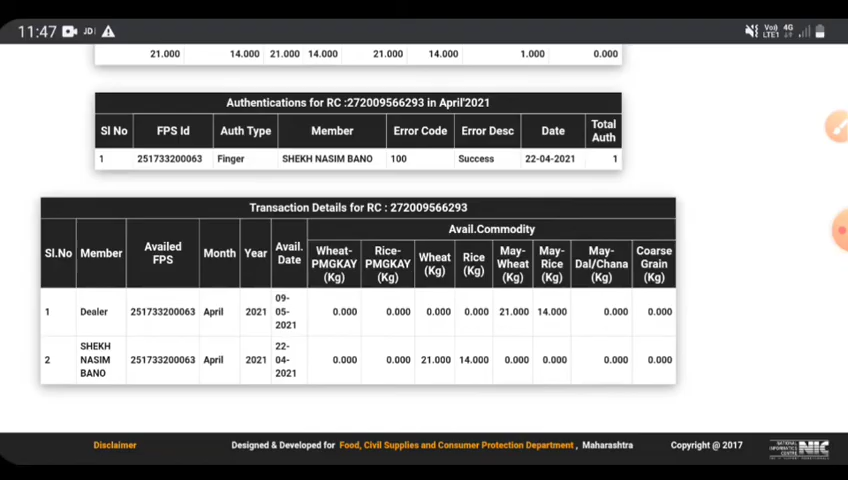 11:47 JD
Vo) LTE1 4G
21.000 14.000 21.000 14.000 21.000 14.000 1.000 0.000
Authentications for RC :272009566293 in April'2021
Sl No FPS Id Auth Type Member Error Code Error Desc Date Total Auth
1 251733200063 Finger SHEKH NASIM BANO 100 Success 22-04-2021 1
Transaction Details for RC : 272009566293
Avail.Commodity
Sl.No Member Availed FPS Month Year Avail. Date Wheat-PMGKAY (Kg) Rice-PMGKAY (Kg) Wheat (Kg) Rice (Kg) May-Wheat (Kg) May-Rice (Kg) May-Dal/Chana (Kg) Coarse Grain (Kg)
1 Dealer 251733200063 April 2021 09-05-2021 0.000 0.000 0.000 0.000 21.000 14.000 0.000 0.000
2 SHEKH NASIM BANO 251733200063 April 2021 22-04-2021 0.000 0.000 21.000 14.000 0.000 0.000 0.000 0.000
Disclaimer Designed & Developed for Food, Civil Supplies and Consumer Protection Department , Maharashtra Copyright @ 2017
NATIONAL INFORMATICS CENTRE NIC